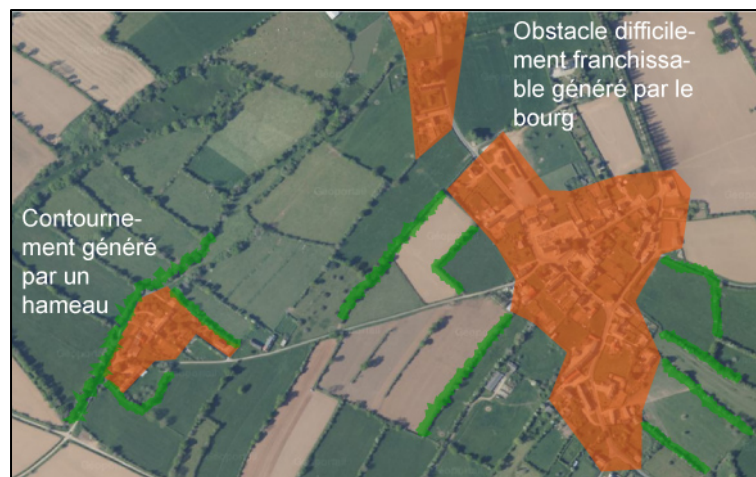 Obstacle difficile-
ment franchissa-
ble généré par le
bourg
Contourne-
ment généré
par un
hameau